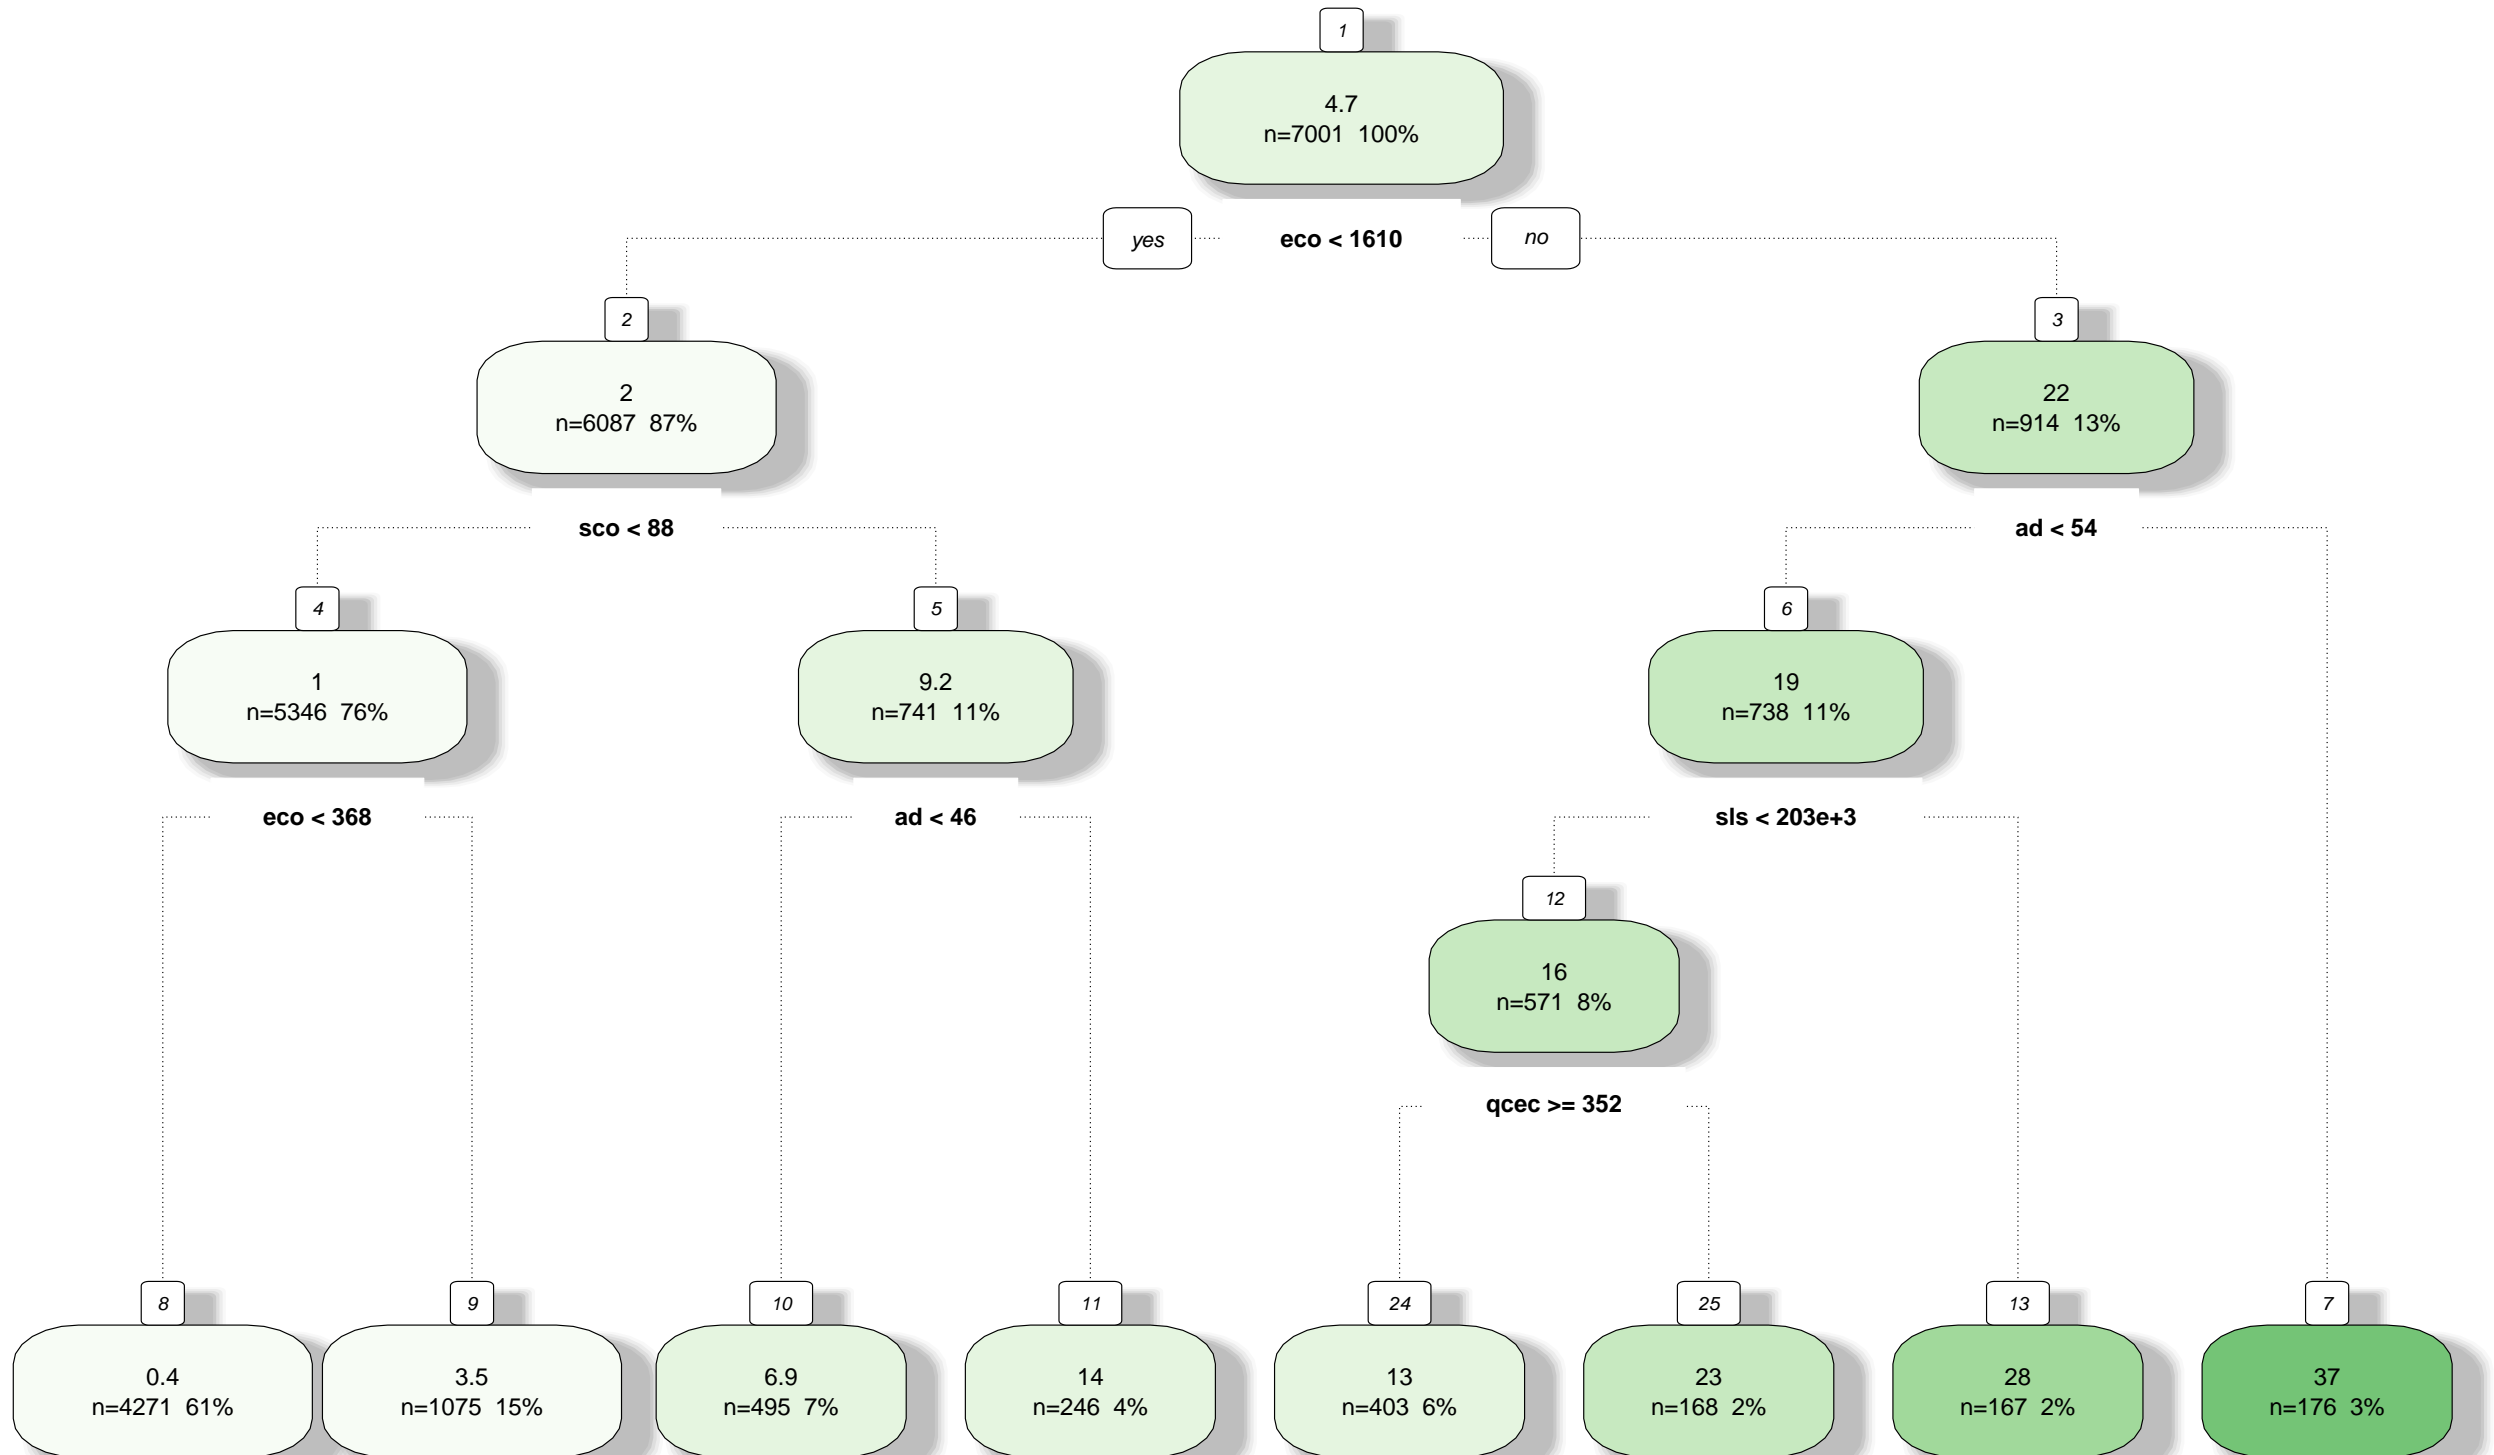 1
4.7
n=7001 100%
yes
eco < 1610
no
2
2
n=6087 87%
3
22
n=914 13%
sco < 88
ad < 54
4
1
n=5346 76%
5
9.2
n=741 11%
6
19
n=738 11%
eco < 368
ad < 46
sls < 203e+3
12
16
n=571 8%
qcec >= 352
8
0.4
n=4271 61%
9
3.5
n=1075 15%
10
6.9
n=495 7%
11
14
n=246 4%
24
13
n=403 6%
25
23
n=168 2%
13
28
n=167 2%
7
37
n=176 3%